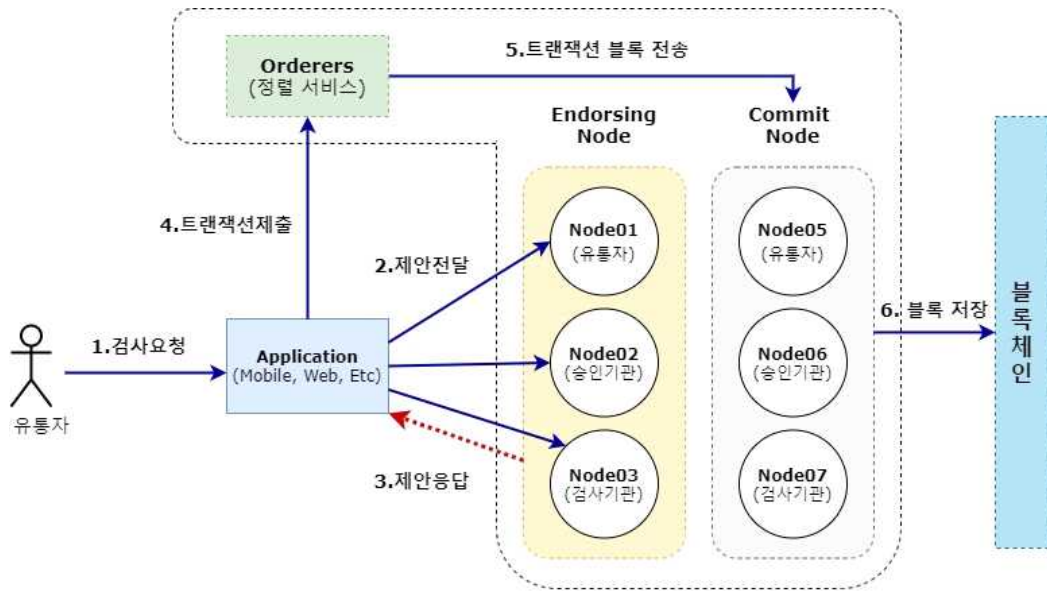 Orderers
(정렬 서비스)
5.트랜잭션 블록 전송
Endorsing
Node
Commit
Node
4.트랜잭션제출
2.제안전달
Node01
(유통자)
Node05
(유통자)
1.검사요청
Application
(Mobile, Web, Etc)
Node02
(승인기관)
Node06
(승인기관)
6. 블록 저장
블록체인
유통자
3.제안응답
Node03
(검사기관)
Node07
(검사기관)